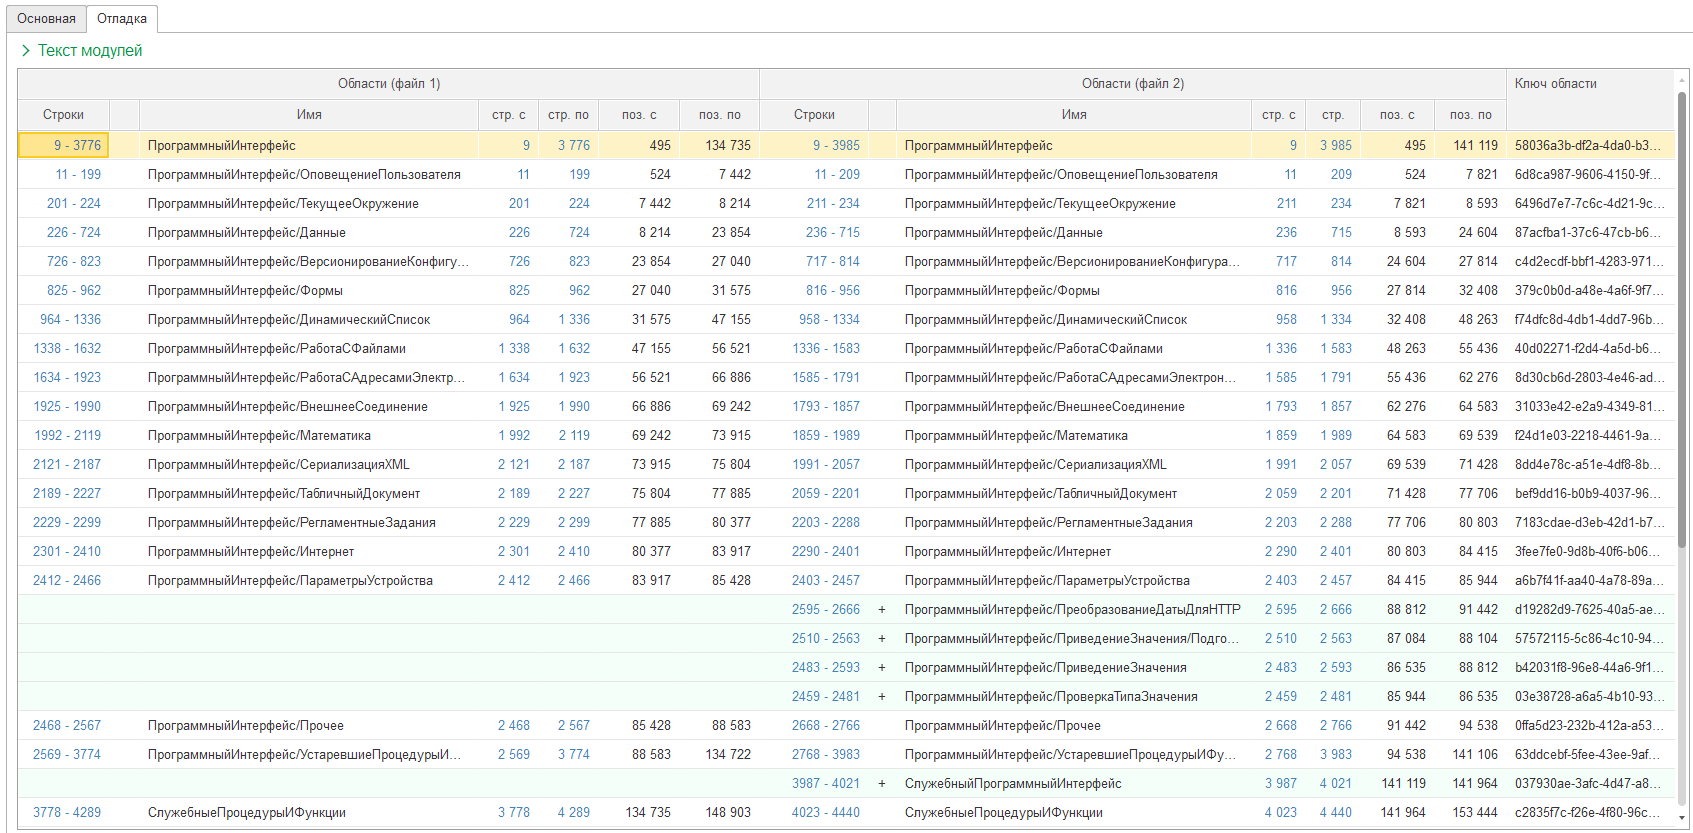 Основная Отладка
Текст модулей
Области (файл 1) Области (файл 2) Ключ области
Строки Имя стр. с стр. по поз. с поз. по Строки Имя стр. с стр. поз. с поз. по
9 - 3776 ПрограммныйИнтерфейс 9 3 776 495 134 735 9 - 3985 ПрограммныйИнтерфейс 9 3 985 495 141 119 58036a3b-df2a-4da0-b3...
11 - 199 ПрограммныйИнтерфейс/ОповещениеПользователя 11 199 524 7 442 11 - 209 ПрограммныйИнтерфейс/ОповещениеПользователя 11 209 524 7 821 6d8ca987-9606-4150-9f...
201 - 224 ПрограммныйИнтерфейс/ТекущееОкружение 201 224 7 442 8 214 211 - 234 ПрограммныйИнтерфейс/ТекущееОкружение 211 234 7 821 8 593 6496d7e7-7c6c-4d21-9c...
226 - 724 ПрограммныйИнтерфейс/Данные 226 724 8 214 23 854 236 - 715 ПрограммныйИнтерфейс/Данные 236 715 8 593 24 604 87acfba1-37c6-47cb-b6...
726 - 823 ПрограммныйИнтерфейс/ВерсионированиеКонфигу... 726 823 23 854 27 040 717 - 814 ПрограммныйИнтерфейс/ВерсионированиеКонфигура... 717 814 24 604 27 814 c4d2ecdf-bbf1-4283-971...
825 - 962 ПрограммныйИнтерфейс/Формы 825 962 27 040 31 575 816 - 956 ПрограммныйИнтерфейс/Формы 816 956 27 814 32 408 379c0b0d-a48e-4a6f-9f7...
964 - 1336 ПрограммныйИнтерфейс/ДинамическийСписок 964 1 336 31 575 47 155 958 - 1334 ПрограммныйИнтерфейс/ДинамическийСписок 958 1 334 32 408 48 263 f74dfc8d-4db1-4dd7-96b...
1338 - 1632 ПрограммныйИнтерфейс/РаботаСФайлами 1 338 1 632 47 155 56 521 1336 - 1583 ПрограммныйИнтерфейс/РаботаСФайлами 1 336 1 583 48 263 55 436 40d02271-f2d4-4a5d-b6...
1634 - 1923 ПрограммныйИнтерфейс/РаботаСАдресамиЭлектр... 1 634 1 923 56 521 66 886 1585 - 1791 ПрограммныйИнтерфейс/РаботаСАдресамиЭлектрон... 1 585 1 791 55 436 62 276 8d30cb6d-2803-4e46-ad...
1925 - 1990 ПрограммныйИнтерфейс/ВнешнееСоединение 1 925 1 990 66 886 69 242 1793 - 1857 ПрограммныйИнтерфейс/ВнешнееСоединение 1 793 1 857 62 276 64 583 31033e42-e2a9-4349-81...
1992 - 2119 ПрограммныйИнтерфейс/Математика 1 992 2 119 69 242 73 915 1859 - 1989 ПрограммныйИнтерфейс/Математика 1 859 1 989 64 583 69 539 f24d1e03-2218-4461-9a...
2121 - 2187 ПрограммныйИнтерфейс/СериализацияXML 2 121 2 187 73 915 75 804 1991 - 2057 ПрограммныйИнтерфейс/СериализацияXML 1 991 2 057 69 539 71 428 8dd4e78c-a51e-4df8-8b...
2189 - 2227 ПрограммныйИнтерфейс/ТабличныйДокумент 2 189 2 227 75 804 77 885 2059 - 2201 ПрограммныйИнтерфейс/ТабличныйДокумент 2 059 2 201 71 428 77 706 bef9dd16-b0b9-4037-96...
2229 - 2299 ПрограммныйИнтерфейс/РегламентныеЗадания 2 229 2 299 77 885 80 377 2203 - 2288 ПрограммныйИнтерфейс/РегламентныеЗадания 2 203 2 288 77 706 80 803 7183cdae-d3eb-42d1-b7...
2301 - 2410 ПрограммныйИнтерфейс/Интернет 2 301 2 410 80 377 83 917 2290 - 2401 ПрограммныйИнтерфейс/Интернет 2 290 2 401 80 803 84 415 3fee7fe0-9d8b-40f6-b06...
2412 - 2466 ПрограммныйИнтерфейс/ПараметрыУстройства 2 412 2 466 83 917 85 428 2403 - 2457 ПрограммныйИнтерфейс/ПараметрыУстройства 2 403 2 457 84 415 85 944 a6b7f41f-aa40-4a78-89a...
2595 - 2666 + ПрограммныйИнтерфейс/ПреобразованиеДатыДляHTTP 2 595 2 666 88 812 91 442 d19282d9-7625-40a5-ae...
2510 - 2563 + ПрограммныйИнтерфейс/ПриведениеЗначения/Подго... 2 510 2 563 87 084 88 104 57572115-5c86-4c10-94...
2483 - 2593 + ПрограммныйИнтерфейс/ПриведениеЗначения 2 483 2 593 86 535 88 812 b42031f8-96e8-44a6-9f1...
2459 - 2481 + ПрограммныйИнтерфейс/ПроверкаТипаЗначения 2 459 2 481 85 944 86 535 03e38728-a6a5-4b10-93...
2468 - 2567 ПрограммныйИнтерфейс/Прочее 2 468 2 567 85 428 88 583 2668 - 2766 ПрограммныйИнтерфейс/Прочее 2 668 2 766 91 442 94 538 0ffa5d23-232b-412a-a53...
2569 - 3774 ПрограммныйИнтерфейс/УстаревшиеПроцедурыИ... 2 569 3 774 88 583 134 722 2768 - 3983 ПрограммныйИнтерфейс/УстаревшиеПроцедурыИФу... 2 768 3 983 94 538 141 106 63ddcebf-5fee-43ee-9af...
3987 - 4021 + СлужебныйПрограммныйИнтерфейс 3 987 4 021 141 119 141 964 037930ae-3afc-4d47-a8...
3778 - 4289 СлужебныеПроцедурыИФункции 3 778 4 289 134 735 148 903 4023 - 4440 СлужебныеПроцедурыИФункции 4 023 4 440 141 964 153 444 c2835f7c-f26e-4f80-96c...